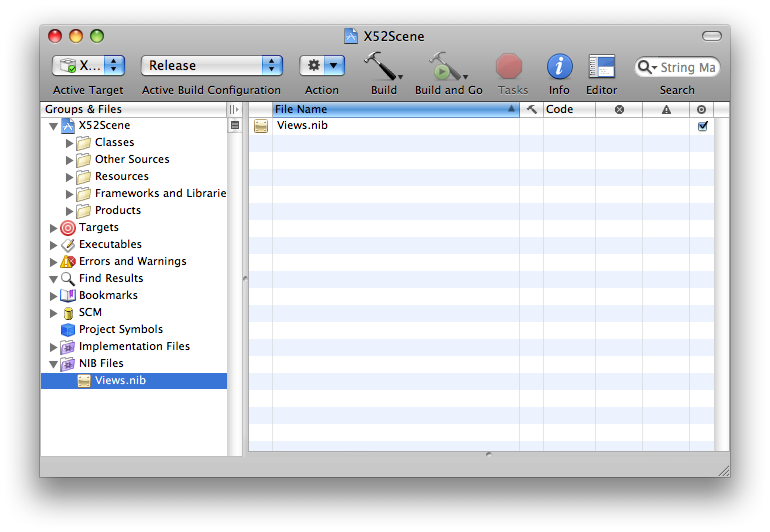 X52Scene
X...
Release
String Ma
Active Target
Active Build Configuration
Action
Build
Build and Go
Tasks
Info
Editor
Search
Groups & Files
File Name
Code
X52Scene
Views.nib
Classes
Other Sources
Resources
Frameworks and Librarie
Products
Targets
Executables
Errors and Warnings
Find Results
Bookmarks
SCM
Project Symbols
Implementation Files
NIB Files
Views.nib